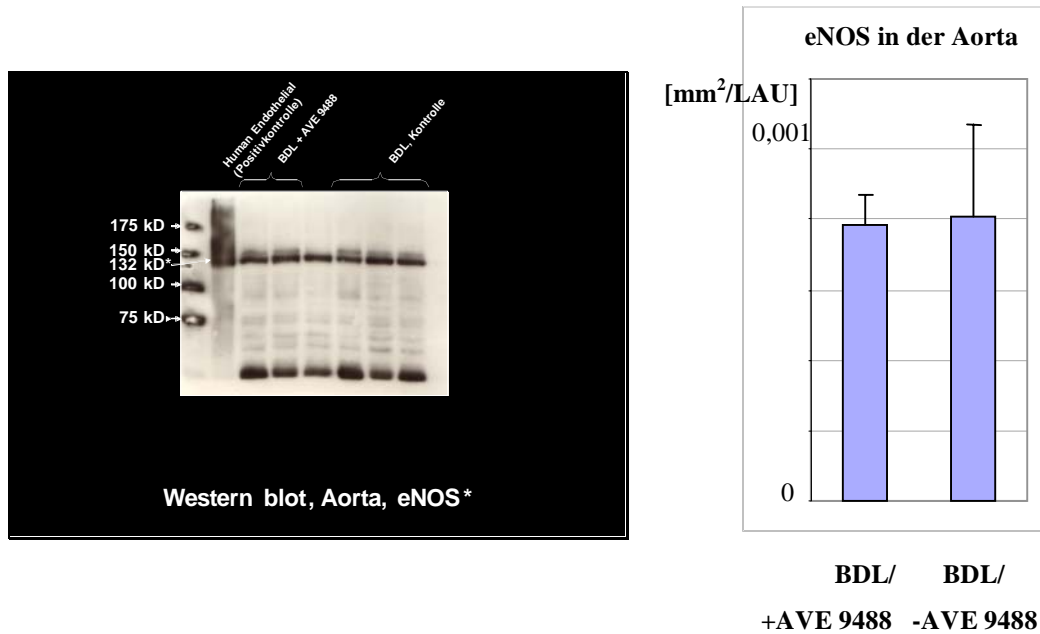 Human Endothelial
(Positivkontrolle)
BDL + AVE 9488
BDL, Kontrolle
175 kD
150 kD
132 kD*
100 kD
75 kD
Western blot, Aorta, eNOS*
eNOS in der Aorta
[mm²/LAU]
0,001
0
BDL/ BDL/
+AVE 9488 -AVE 9488